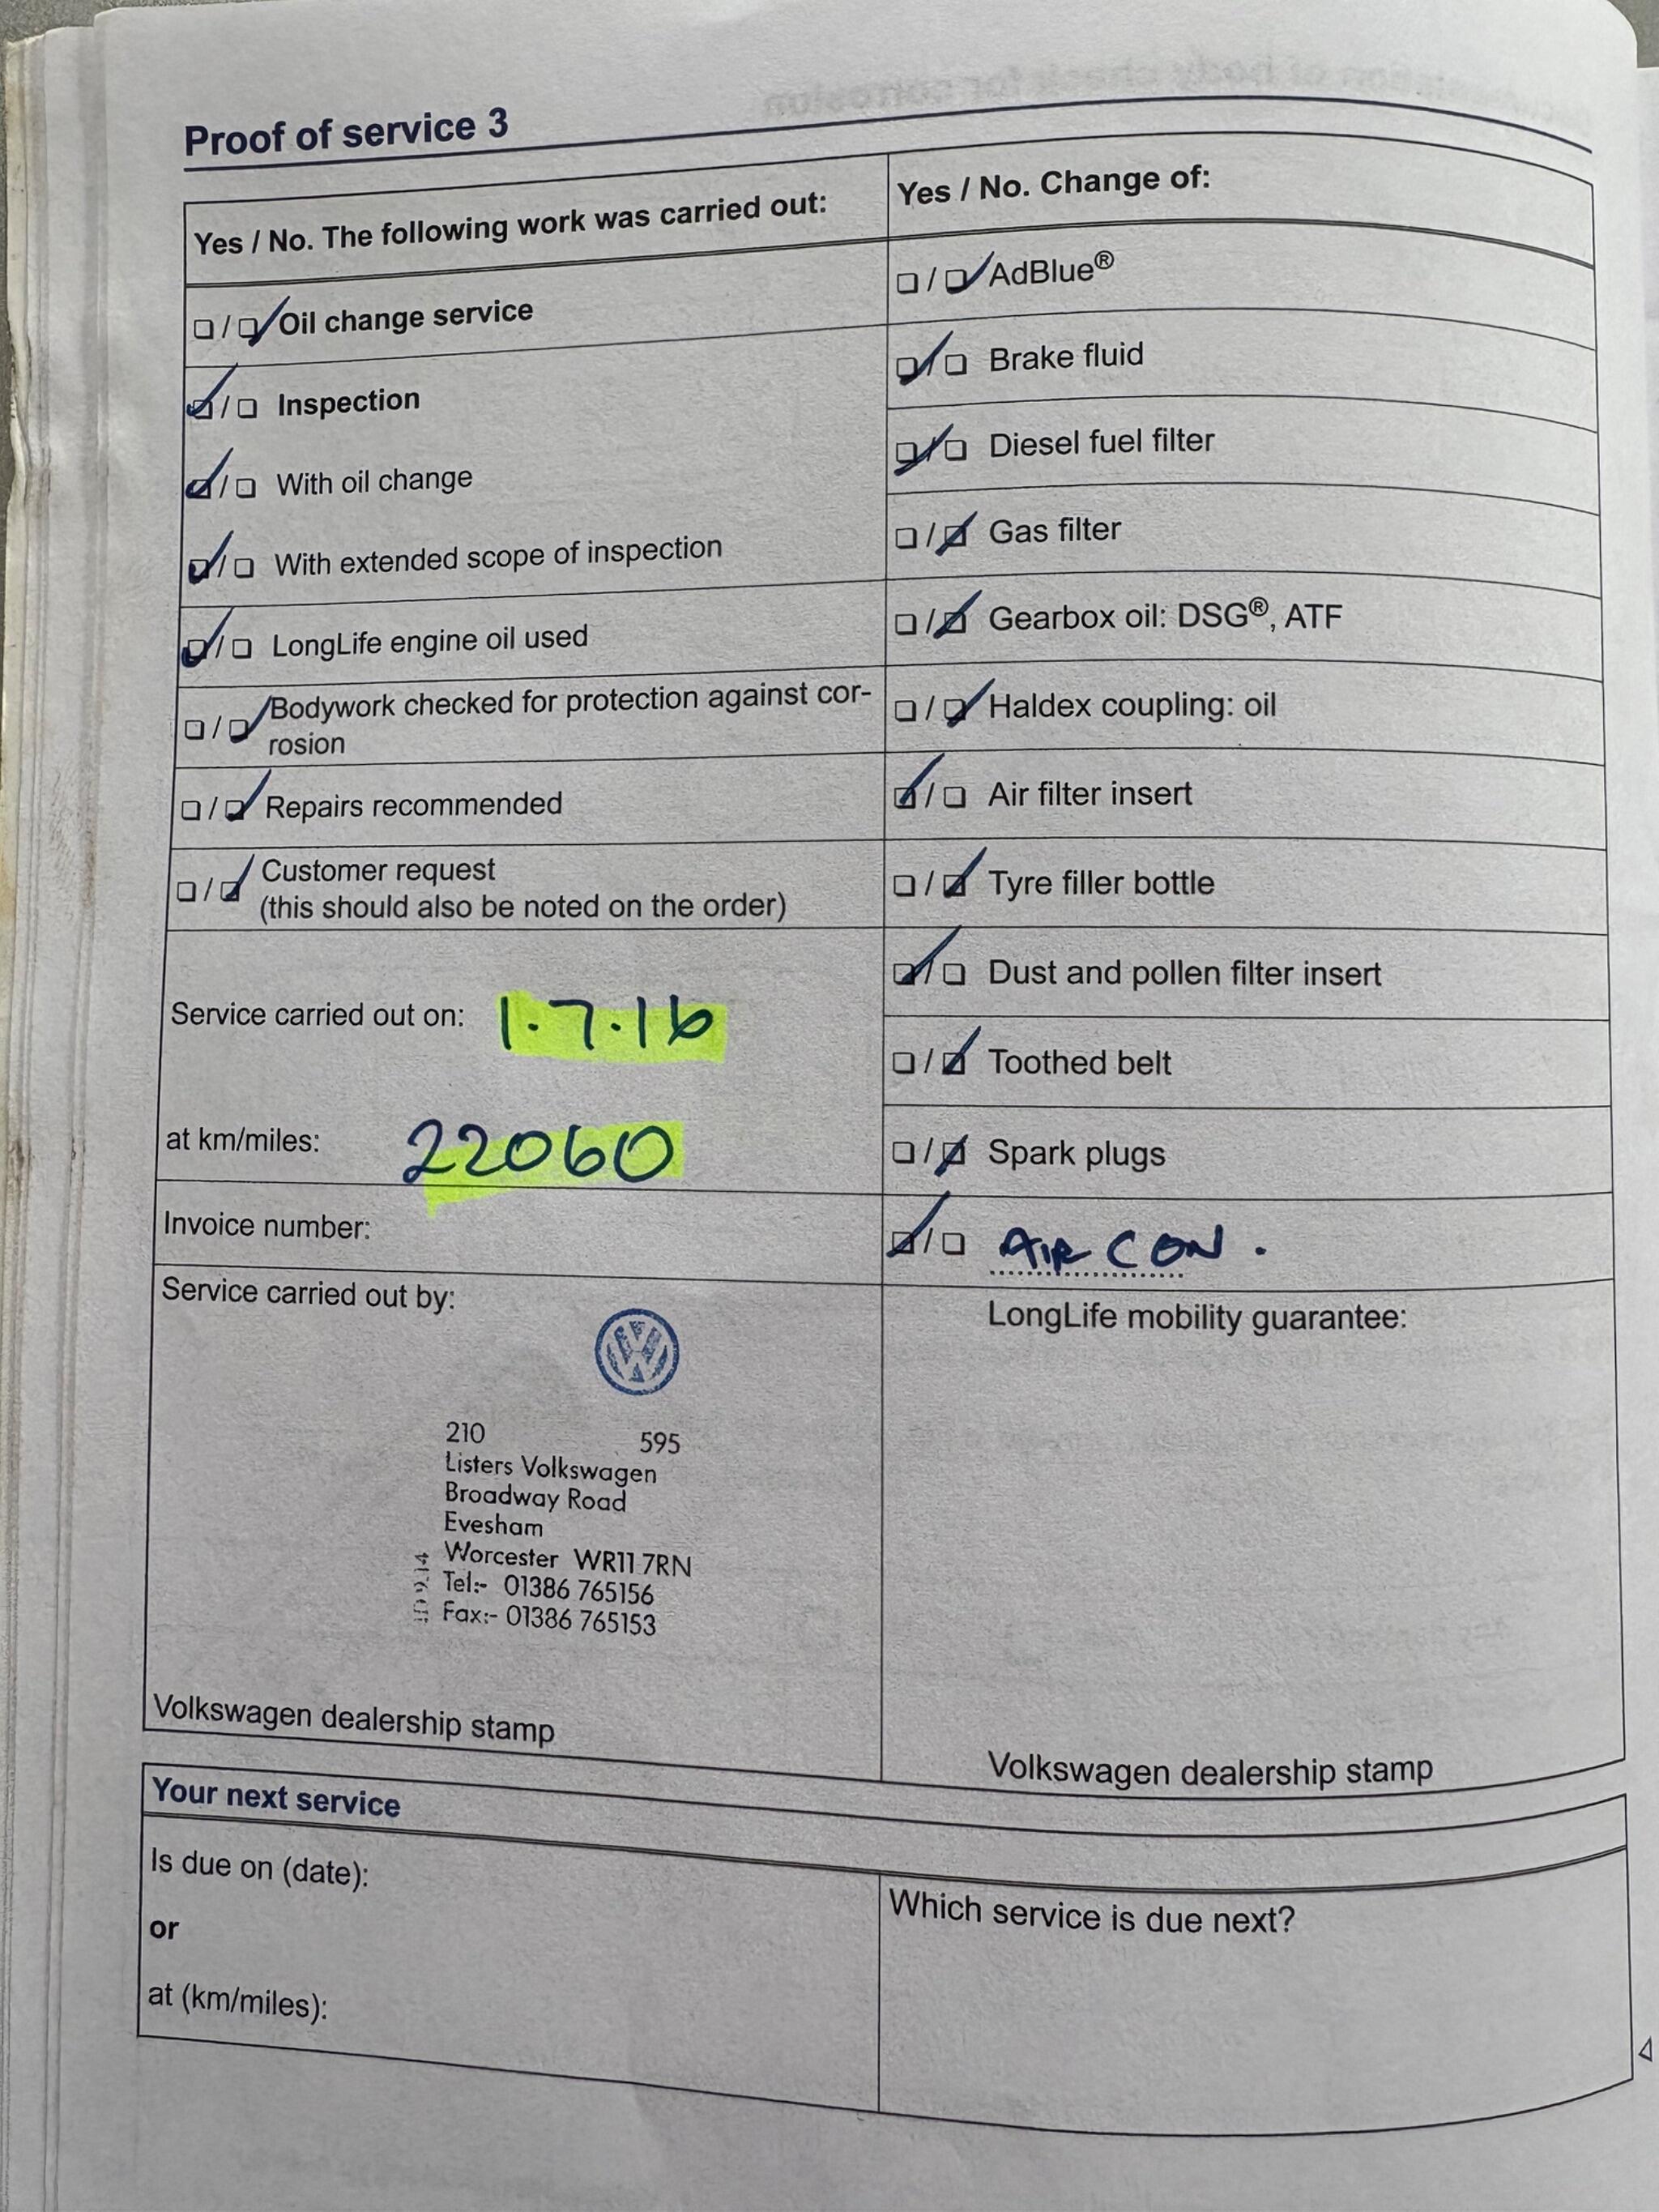 Proof of service 3
Yes / No. The following work was carried out:
❏ / ❏✓ Oil change service
❏✓ / ❏ Inspection
❏✓ / ❏ With oil change
❏✓ / ❏ With extended scope of inspection
❏✓ / ❏ LongLife engine oil used
❏ / ❏✓ Bodywork checked for protection against cor-
rosion
❏ / ❏✓ Repairs recommended
❏ / ❏✓ Customer request
(this should also be noted on the order)
Service carried out on: 1.7.16
at km/miles: 22060
Invoice number:
Service carried out by:
210 595
Listers Volkswagen
Broadway Road
Evesham
Worcester WR11 7RN
Tel:- 01386 765156
Fax:- 01386 765153
Volkswagen dealership stamp
Yes / No. Change of:
❏ / ❏✓ AdBlue®
❏✓ / ❏ Brake fluid
❏✓ / ❏ Diesel fuel filter
❏ / ❏✓ Gas filter
❏ / ❏✓ Gearbox oil: DSG®, ATF
❏ / ❏✓ Haldex coupling: oil
❏✓ / ❏ Air filter insert
❏ / ❏✓ Tyre filler bottle
❏✓ / ❏ Dust and pollen filter insert
❏ / ❏✓ Toothed belt
❏ / ❏✓ Spark plugs
❏✓ / ❏ AIR CON.
LongLife mobility guarantee:
Volkswagen dealership stamp
Your next service
Is due on (date):
or
at (km/miles):
Which service is due next?